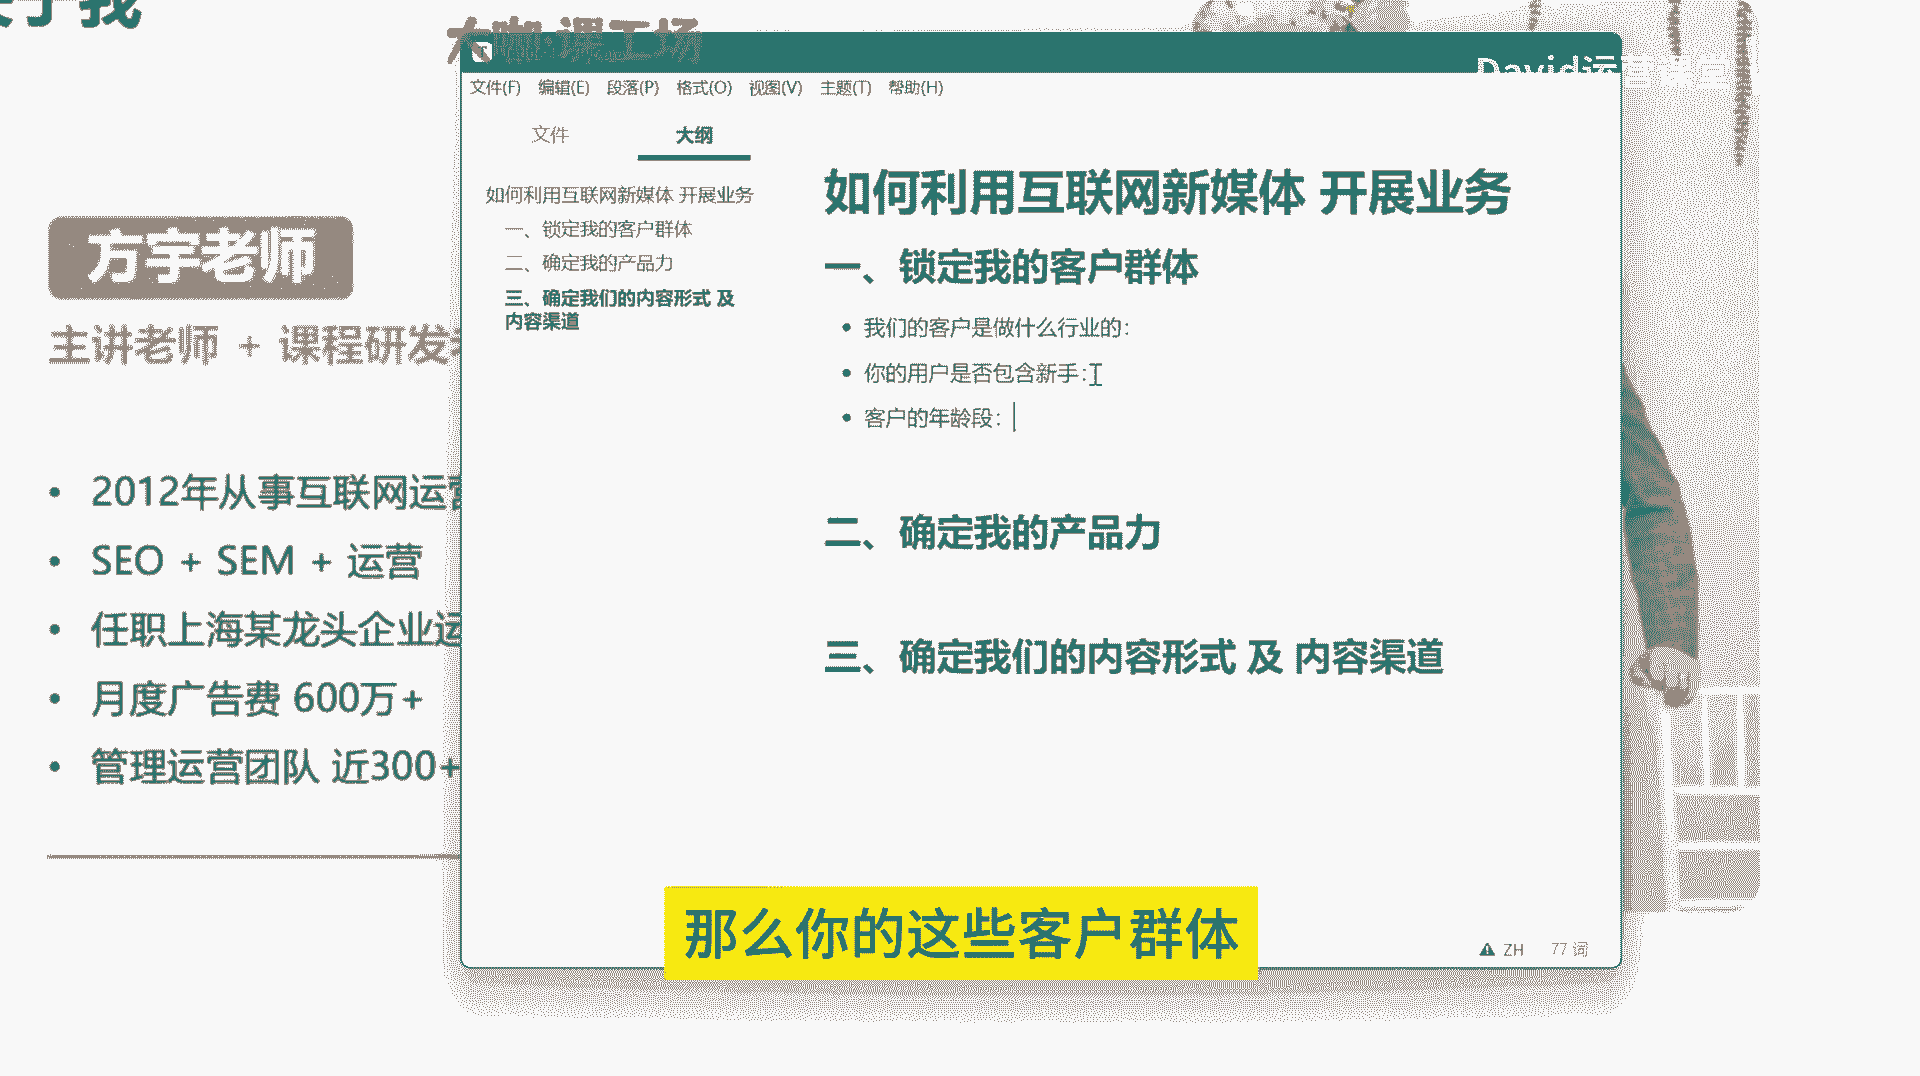 于我
大咖·课工场
David运营课堂
文件(F) 编辑(E) 段落(P) 格式(O) 视图(V) 主题(T) 帮助(H)
文件 大纲
如何利用互联网新媒体 开展业务
一、锁定我的客户群体
二、确定我的产品力
三、确定我们的内容形式 及
内容渠道
如何利用互联网新媒体 开展业务
一、锁定我的客户群体
• 我们的客户是做什么行业的：
• 你的用户是否包含新手：
• 客户的年龄段：
二、确定我的产品力
三、确定我们的内容形式 及 内容渠道
方宇老师
主讲老师 + 课程研发
• 2012年从事互联网运营
• SEO + SEM + 运营
• 任职上海某龙头企业运
• 月度广告费 600万+
• 管理运营团队 近300+
那么你的这些客户群体
ZH 77 词